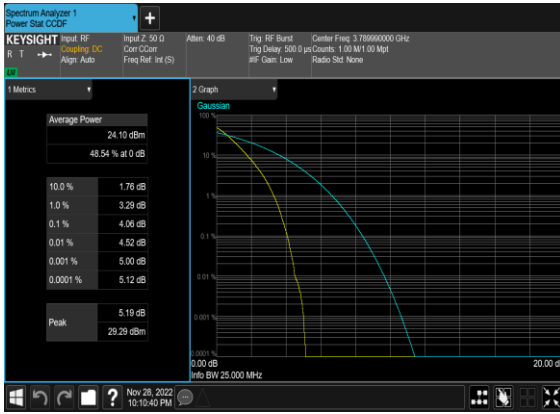 Spectrum Analyzer 1
Power Stat CCDF
+
KEYSIGHT
R T
LXI
Input: RF
Coupling: DC
Align: Auto
Input Z: 50 Ω
Corr CCorr
Freq Ref: Int (S)
Atten: 40 dB
Trig: RF Burst
Trig Delay: 500.0 µs
#IF Gain: Low
Center Freq: 3.789990000 GHz
Counts: 1.00 M/1.00 Mpt
Radio Std: None
1 Metrics
Average Power
24.10 dBm
48.54 % at 0 dB
10.0 % 1.76 dB
1.0 % 3.29 dB
0.1 % 4.06 dB
0.01 % 4.52 dB
0.001 % 5.00 dB
0.0001 % 5.12 dB
Peak
5.19 dB
29.29 dBm
2 Graph
Gaussian
100 %
10 %
1 %
0.1 %
0.01 %
0.001 %
0.0001 %
0.00 dB
20.00 d
Info BW 25.000 MHz
?
Nov 28, 2022
10:10:40 PM